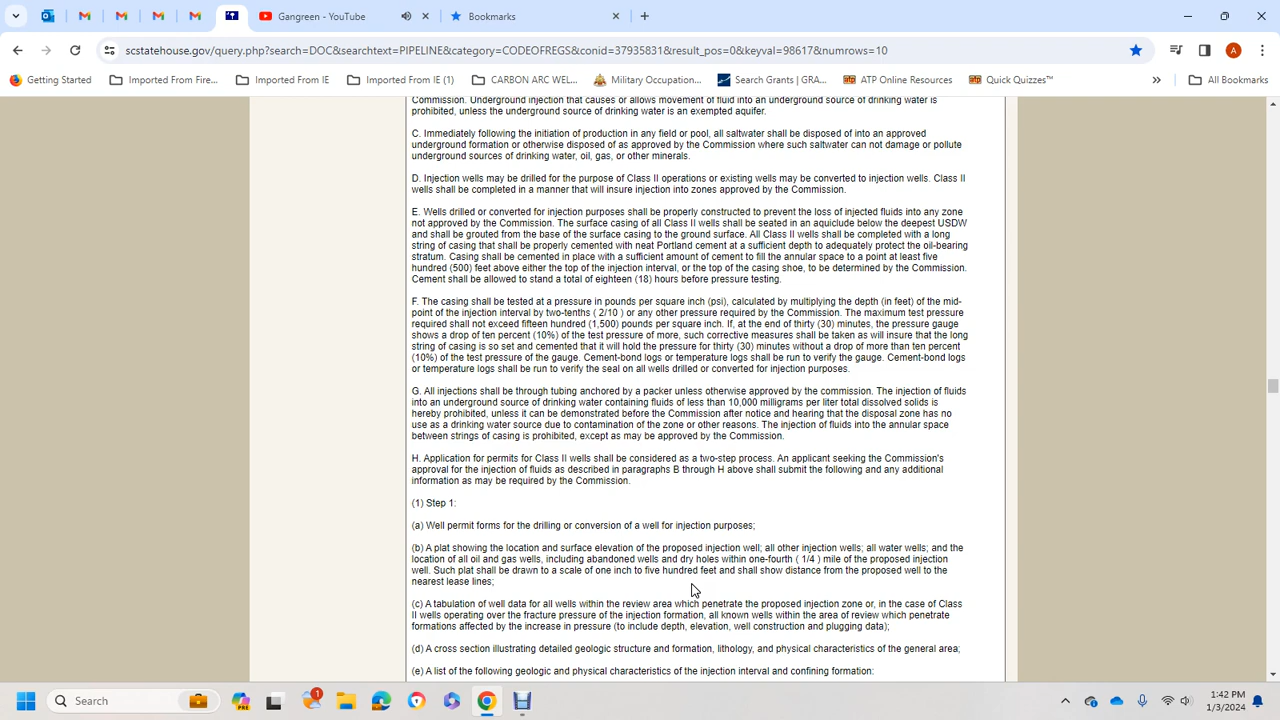 Gangreen - YouTube
Bookmarks
scstatehouse.gov/query.php?search=DOC&searchtext=PIPELINE&category=CODEOFREGS&conid=37935831&result_pos=0&keyval=98617&numrows=10
A
Getting Started
Imported From Fire...
Imported From IE
Imported From IE (1)
CARBON ARC WEL...
Military Occupation...
Search Grants | GRA...
ATP Online Resources
Quick Quizzes™
All Bookmarks
Commission. Underground injection that causes or allows movement of fluid into an underground source of drinking water is
prohibited, unless the underground source of drinking water is an exempted aquifer.
C. Immediately following the initiation of production in any field or pool, all saltwater shall be disposed of into an approved
underground formation or otherwise disposed of as approved by the Commission where such saltwater can not damage or pollute
underground sources of drinking water, oil, gas, or other minerals.
D. Injection wells may be drilled for the purpose of Class II operations or existing wells may be converted to injection wells. Class II
wells shall be completed in a manner that will insure injection into zones approved by the Commission.
E. Wells drilled or converted for injection purposes shall be properly constructed to prevent the loss of injected fluids into any zone
not approved by the Commission. The surface casing of all Class II wells shall be seated in an aquiclude below the deepest USDW
and shall be grouted from the base of the surface casing to the ground surface. All Class II wells shall be completed with a long
string of casing that shall be properly cemented with neat Portland cement at a sufficient depth to adequately protect the oil-bearing
stratum. Casing shall be cemented in place with a sufficient amount of cement to fill the annular space to a point at least five
hundred (500) feet above either the top of the injection interval, or the top of the casing shoe, to be determined by the Commission.
Cement shall be allowed to stand a total of eighteen (18) hours before pressure testing.
F. The casing shall be tested at a pressure in pounds per square inch (psi), calculated by multiplying the depth (in feet) of the mid-
point of the injection interval by two-tenths ( 2/10 ) or any other pressure required by the Commission. The maximum test pressure
required shall not exceed fifteen hundred (1,500) pounds per square inch. If, at the end of thirty (30) minutes, the pressure gauge
shows a drop of ten percent (10%) of the test pressure of more, such corrective measures shall be taken as will insure that the long
string of casing is so set and cemented that it will hold the pressure for thirty (30) minutes without a drop of more than ten percent
(10%) of the test pressure of the gauge. Cement-bond logs or temperature logs shall be run to verify the gauge. Cement-bond logs
or temperature logs shall be run to verify the seal on all wells drilled or converted for injection purposes.
G. All injections shall be through tubing anchored by a packer unless otherwise approved by the commission. The injection of fluids
into an underground source of drinking water containing fluids of less than 10,000 milligrams per liter total dissolved solids is
hereby prohibited, unless it can be demonstrated before the Commission after notice and hearing that the disposal zone has no
use as a drinking water source due to contamination of the zone or other reasons. The injection of fluids into the annular space
between strings of casing is prohibited, except as may be approved by the Commission.
H. Application for permits for Class II wells shall be considered as a two-step process. An applicant seeking the Commission's
approval for the injection of fluids as described in paragraphs B through H above shall submit the following and any additional
information as may be required by the Commission.
(1) Step 1:
(a) Well permit forms for the drilling or conversion of a well for injection purposes;
(b) A plat showing the location and surface elevation of the proposed injection well; all other injection wells; all water wells; and the
location of all oil and gas wells, including abandoned wells and dry holes within one-fourth ( 1/4 ) mile of the proposed injection
well. Such plat shall be drawn to a scale of one inch to five hundred feet and shall show distance from the proposed well to the
nearest lease lines;
(c) A tabulation of well data for all wells within the review area which penetrate the proposed injection zone or, in the case of Class
II wells operating over the fracture pressure of the injection formation, all known wells within the area of review which penetrate
formations affected by the increase in pressure (to include depth, elevation, well construction and plugging data);
(d) A cross section illustrating detailed geologic structure and formation, lithology, and physical characteristics of the general area;
(e) A list of the following geologic and physical characteristics of the injection interval and confining formation:
Search
PRE
1
1:42 PM
1/3/2024